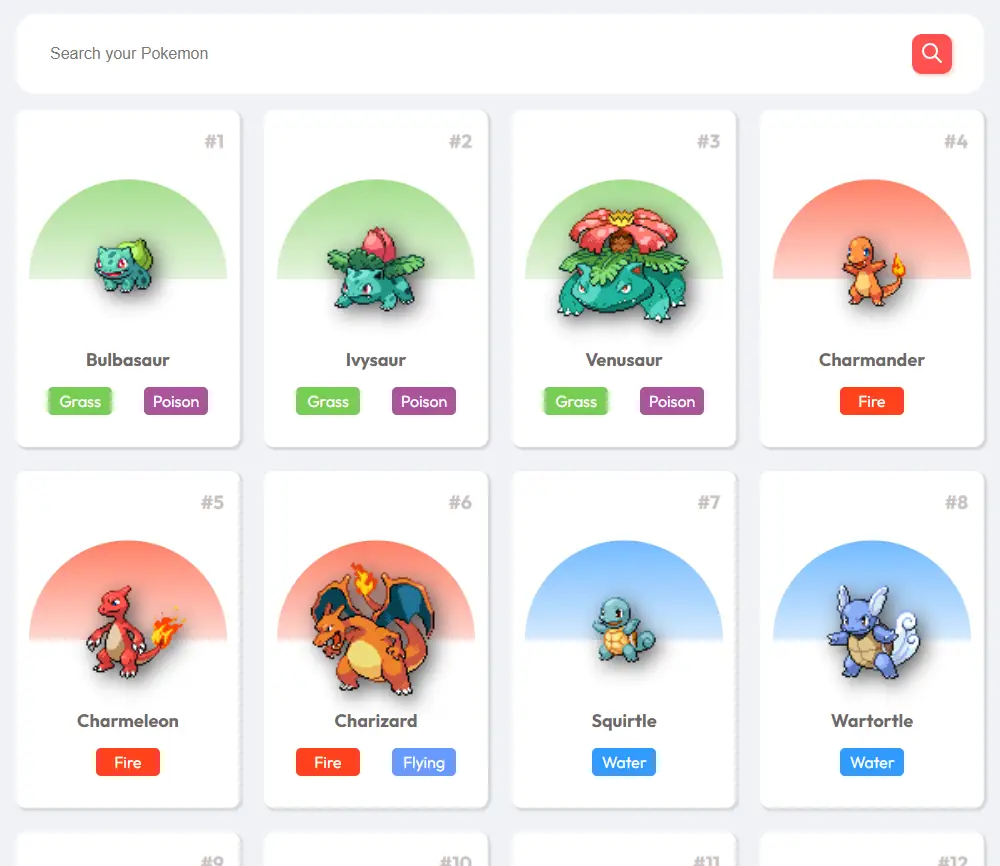 Search your Pokemon
#1
Bulbasaur
Grass Poison
#2
Ivysaur
Grass Poison
#3
Venusaur
Grass Poison
#4
Charmander
Fire
#5
Charmeleon
Fire
#6
Charizard
Fire Flying
#7
Squirtle
Water
#8
Wartortle
Water
#9
#10
#11
#12